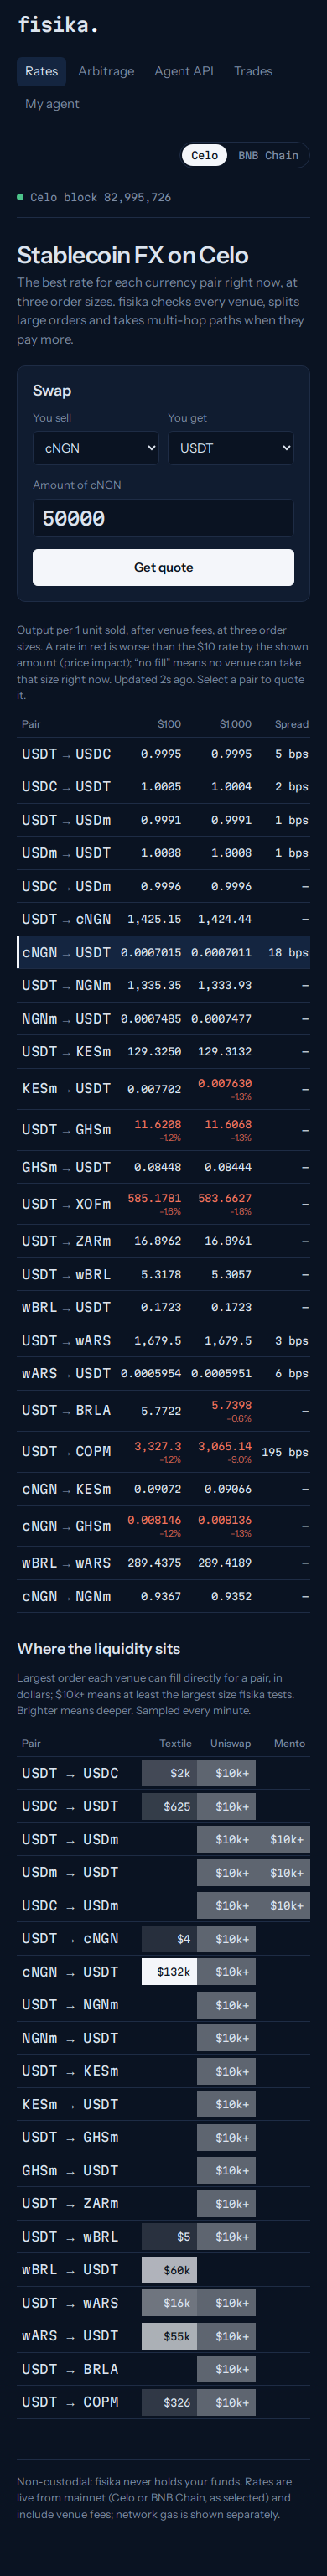 fisika.
Rates Arbitrage Agent API Trades
My agent
Celo BNB Chain
Celo block 82,995,726
Stablecoin FX on Celo
The best rate for each currency pair right now, at
three order sizes. fisika checks every venue, splits
large orders and takes multi-hop paths when they
pay more.
Swap
You sell You get
cNGN USDT
Amount of cNGN
50000
Get quote
Output per 1 unit sold, after venue fees, at three order
sizes. A rate in red is worse than the $10 rate by the shown
amount (price impact); “no fill” means no venue can take
that size right now. Updated 2s ago. Select a pair to quote
it.
Pair $100 $1,000 Spread
USDT → USDC 0.9995 0.9995 5 bps
USDC → USDT 1.0005 1.0004 2 bps
USDT → USDm 0.9991 0.9991 1 bps
USDm → USDT 1.0008 1.0008 1 bps
USDC → USDm 0.9996 0.9996 –
USDT → cNGN 1,425.15 1,424.44 –
cNGN → USDT 0.0007015 0.0007011 18 bps
USDT → NGNm 1,335.35 1,333.93 –
NGNm → USDT 0.0007485 0.0007477 –
USDT → KESm 129.3250 129.3132 –
KESm → USDT 0.007702 0.007630 –
-1.3%
USDT → GHSm 11.6208 11.6068 –
-1.2% -1.3%
GHSm → USDT 0.08448 0.08444 –
USDT → XOFm 585.1781 583.6627 –
-1.6% -1.8%
USDT → ZARm 16.8962 16.8961 –
USDT → wBRL 5.3178 5.3057 –
wBRL → USDT 0.1723 0.1723 –
USDT → wARS 1,679.5 1,679.5 3 bps
wARS → USDT 0.0005954 0.0005951 6 bps
USDT → BRLA 5.7722 5.7398 –
-0.6%
USDT → COPM 3,327.3 3,065.14 195 bps
-1.2% -9.0%
cNGN → KESm 0.09072 0.09066 –
cNGN → GHSm 0.008146 0.008136 –
-1.2% -1.3%
wBRL → wARS 289.4375 289.4189 –
cNGN → NGNm 0.9367 0.9352 –
Where the liquidity sits
Largest order each venue can fill directly for a pair, in
dollars; $10k+ means at least the largest size fisika tests.
Brighter means deeper. Sampled every minute.
Pair Textile Uniswap Mento
USDT → USDC $2k $10k+
USDC → USDT $625 $10k+
USDT → USDm $10k+ $10k+
USDm → USDT $10k+ $10k+
USDC → USDm $10k+ $10k+
USDT → cNGN $4 $10k+
cNGN → USDT $132k $10k+
USDT → NGNm $10k+
NGNm → USDT $10k+
USDT → KESm $10k+
KESm → USDT $10k+
USDT → GHSm $10k+
GHSm → USDT $10k+
USDT → ZARm $10k+
USDT → wBRL $5 $10k+
wBRL → USDT $60k
USDT → wARS $16k $10k+
wARS → USDT $55k $10k+
USDT → BRLA $10k+
USDT → COPM $326 $10k+
Non-custodial: fisika never holds your funds. Rates are
live from mainnet (Celo or BNB Chain, as selected) and
include venue fees; network gas is shown separately.